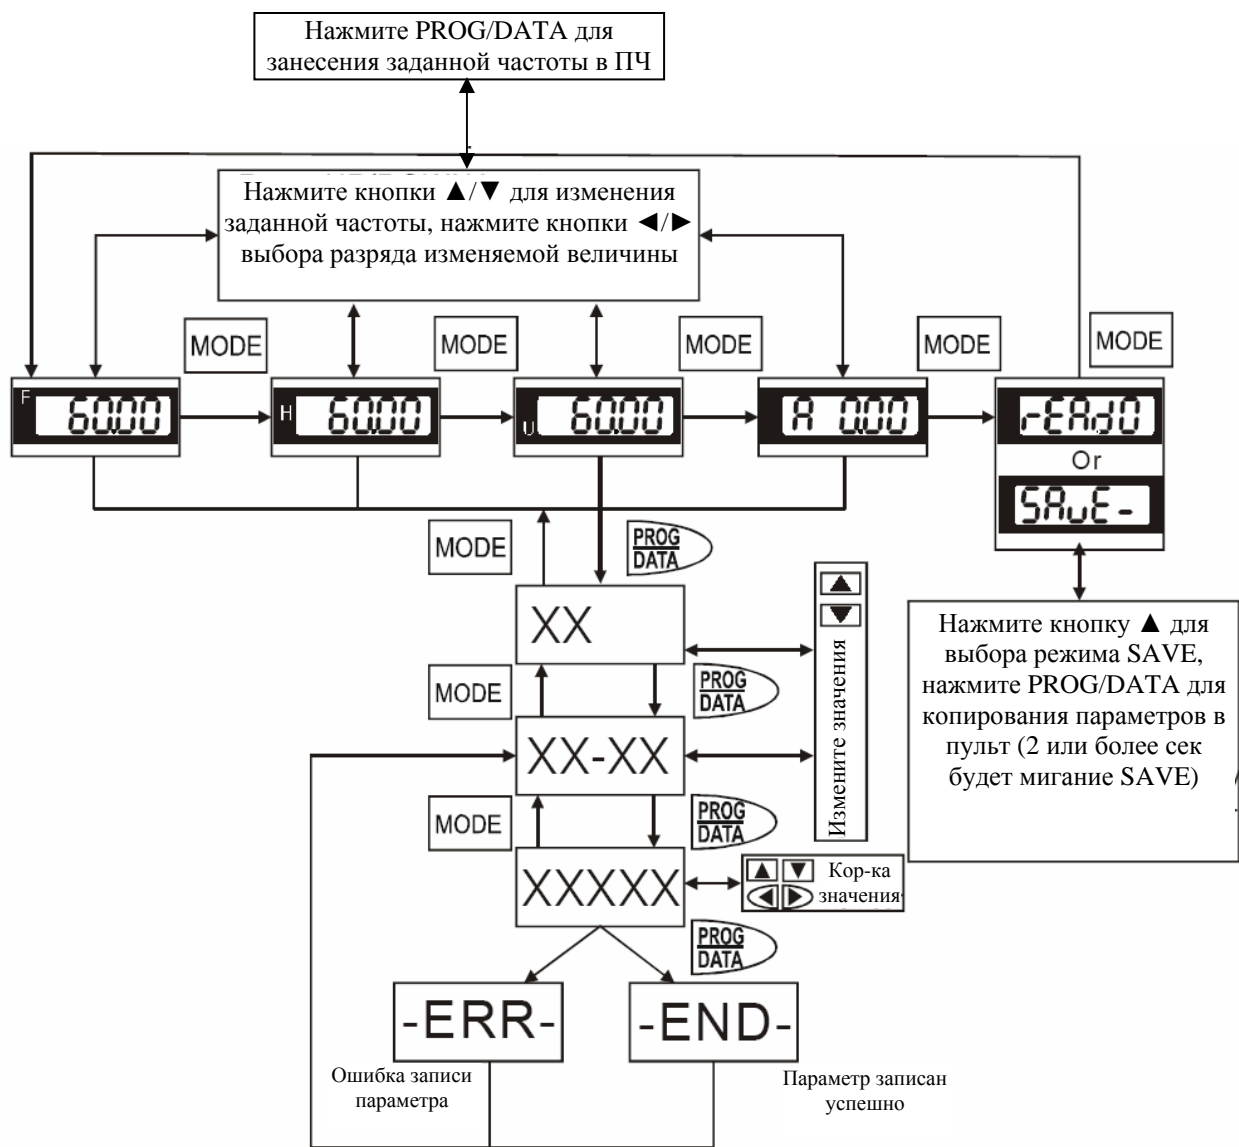 Нажмите PROG/DATA для
занесения заданной частоты в ПЧ
Нажмите кнопки ▲/▼ для изменения
заданной частоты, нажмите кнопки ◄/►
выбора разряда изменяемой величины
MODE
MODE
MODE
MODE
MODE
F 60.00
H 60.00
U 60.00
A 0.00
rEAd0
Or
SAvE-
MODE
PROG
DATA
XX
MODE
PROG
DATA
XX-XX
MODE
PROG
DATA
XXXXX
PROG
DATA
Измените значения
Кор-ка
значения
Нажмите кнопку ▲ для
выбора режима SAVE,
нажмите PROG/DATA для
копирования параметров в
пульт (2 или более сек
будет мигание SAVE)
-ERR-
-END-
Ошибка записи
параметра
Параметр записан
успешно